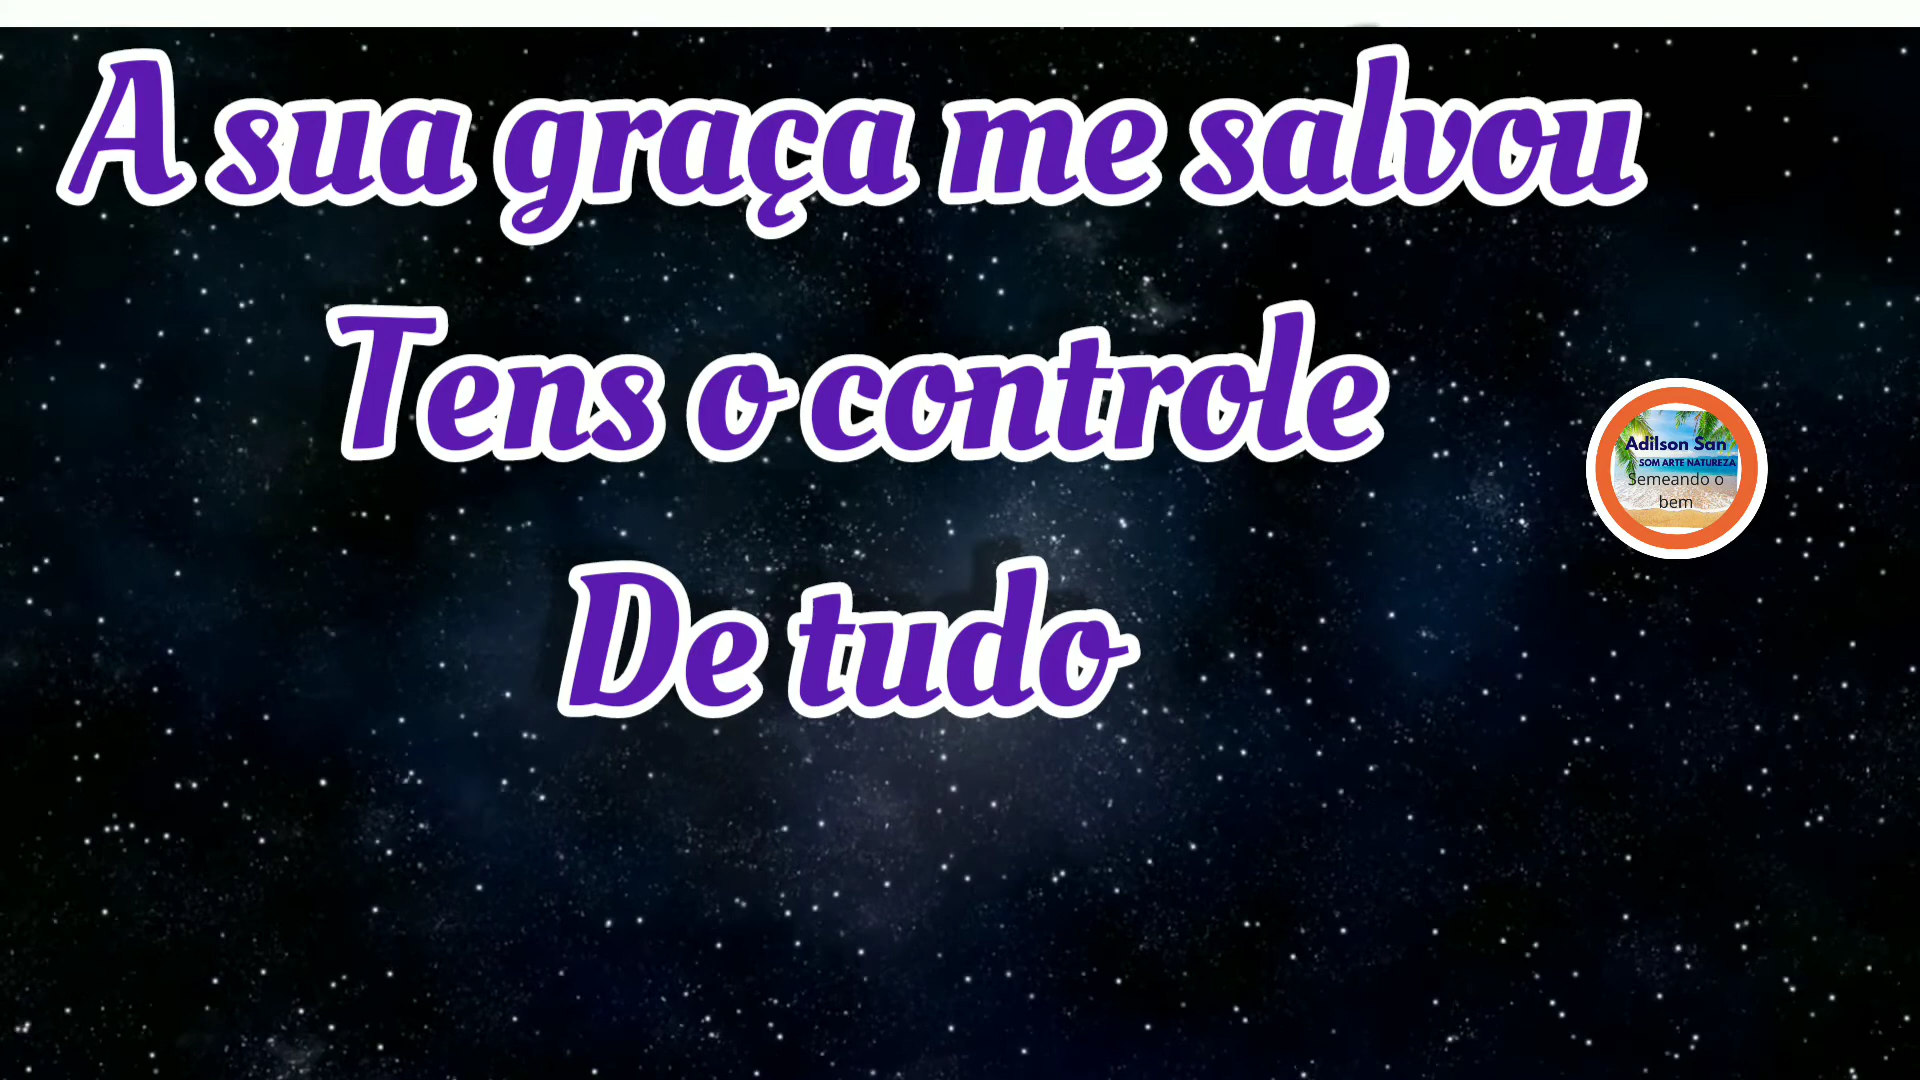 A sua graça me salvou
Tens o controle
De tudo
Adilson San
SOM ARTE NATUREZA
Semeando o
bem